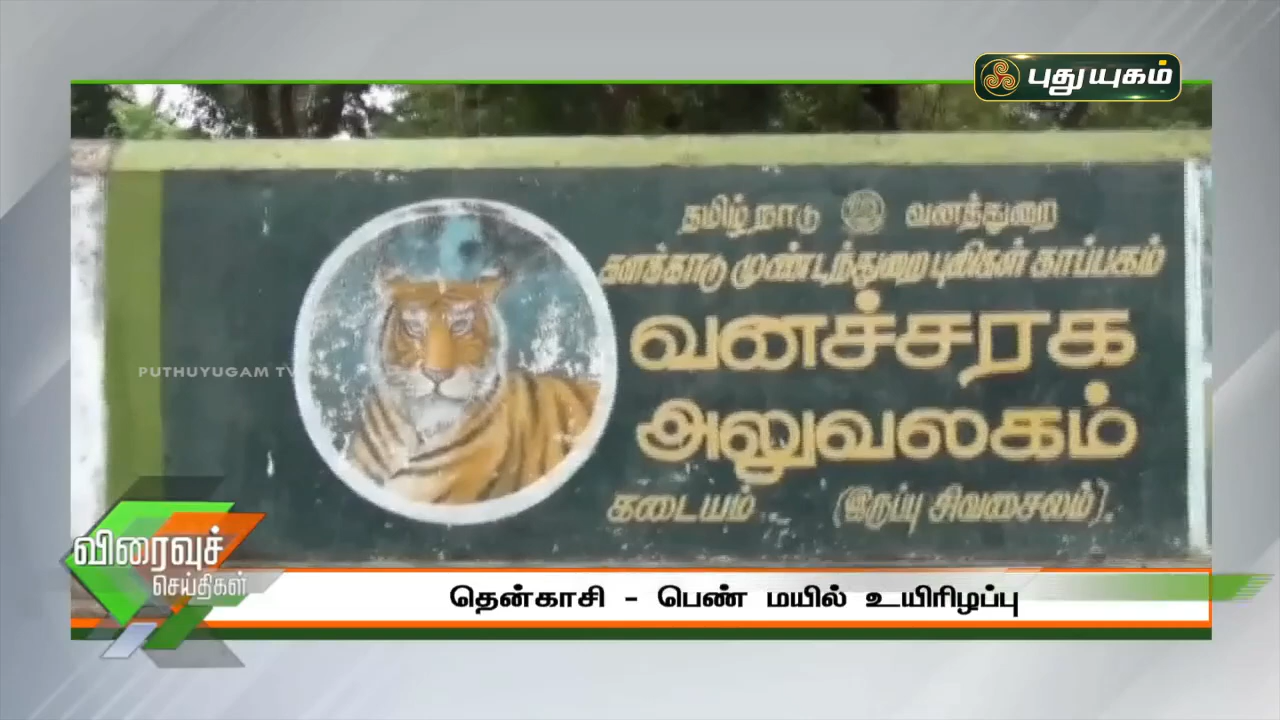 புதுயுகம்
தமிழ்நாடு வனத்துறை
களக்காடு முண்டந்துறை புலிகள் காப்பகம்
வனச்சரக
அலுவலகம்
கடையம் (இருப்பு சிவசைலம்).
PUTHUYUGAM TV
விரைவுச்
செய்திகள்
தென்காசி - பெண் மயில் உயிரிழப்பு